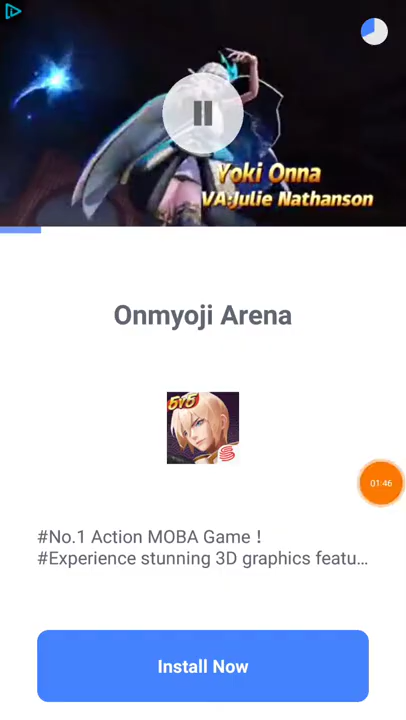 Yoki Onna
VA:Julie Nathanson
Onmyoji Arena
5V5
01:46
#No.1 Action MOBA Game！
#Experience stunning 3D graphics featu...
Install Now